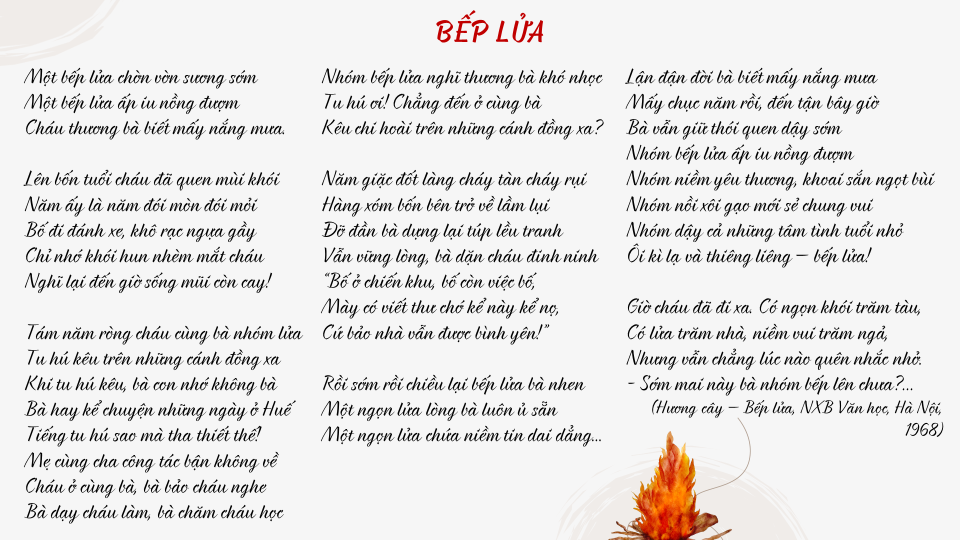 BẾP LỬA
Một bếp lửa chờn vờn sương sớm
Một bếp lửa ấp iu nồng đượm
Cháu thương bà biết mấy nắng mưa.
Lên bốn tuổi cháu đã quen mùi khói
Năm ấy là năm đói mòn đói mỏi
Bố đi đánh xe, khô rạc ngựa gầy
Chỉ nhớ khói hun nhèm mắt cháu
Nghĩ lại đến giờ sống mũi còn cay!
Tám năm ròng cháu cùng bà nhóm lửa
Tu hú kêu trên những cánh đồng xa
Khi tu hú kêu, bà còn nhớ không bà
Bà hay kể chuyện những ngày ở Huế
Tiếng tu hú sao mà tha thiết thế!
Mẹ cùng cha công tác bận không về
Cháu ở cùng bà, bà bảo cháu nghe
Bà dạy cháu làm, bà chăm cháu học
Nhóm bếp lửa nghĩ thương bà khó nhọc
Tu hú ơi! Chẳng đến ở cùng bà
Kêu chi hoài trên những cánh đồng xa?
Năm giặc đốt làng cháy tàn cháy rụi
Hàng xóm bốn bên trở về lầm lụi
Đỡ đần bà dựng lại túp lều tranh
Vẫn vững lòng, bà dặn cháu đinh ninh
“Bố ở chiến khu, bố còn việc bố,
Mày có viết thư chớ kể này kể nọ,
Cứ bảo nhà vẫn được bình yên!”
Rồi sớm rồi chiều lại bếp lửa bà nhen
Một ngọn lửa lòng bà luôn ủ sẵn
Một ngọn lửa chứa niềm tin dai dẳng...
Lận đận đời bà biết mấy nắng mưa
Mấy chục năm rồi, đến tận bây giờ
Bà vẫn giữ thói quen dậy sớm
Nhóm bếp lửa ấp iu nồng đượm
Nhóm niềm yêu thương, khoai sắn ngọt bùi
Nhóm nồi xôi gạo mới sẻ chung vui
Nhóm dậy cả những tâm tình tuổi nhỏ
Ôi kì lạ và thiêng liêng – bếp lửa!
Giờ cháu đã đi xa. Có ngọn khói trăm tàu,
Có lửa trăm nhà, niềm vui trăm ngả,
Nhưng vẫn chẳng lúc nào quên nhắc nhở.
- Sớm mai này bà nhóm bếp lên chưa?...
(Hương cây – Bếp lửa, NXB Văn học, Hà Nội,
1968)